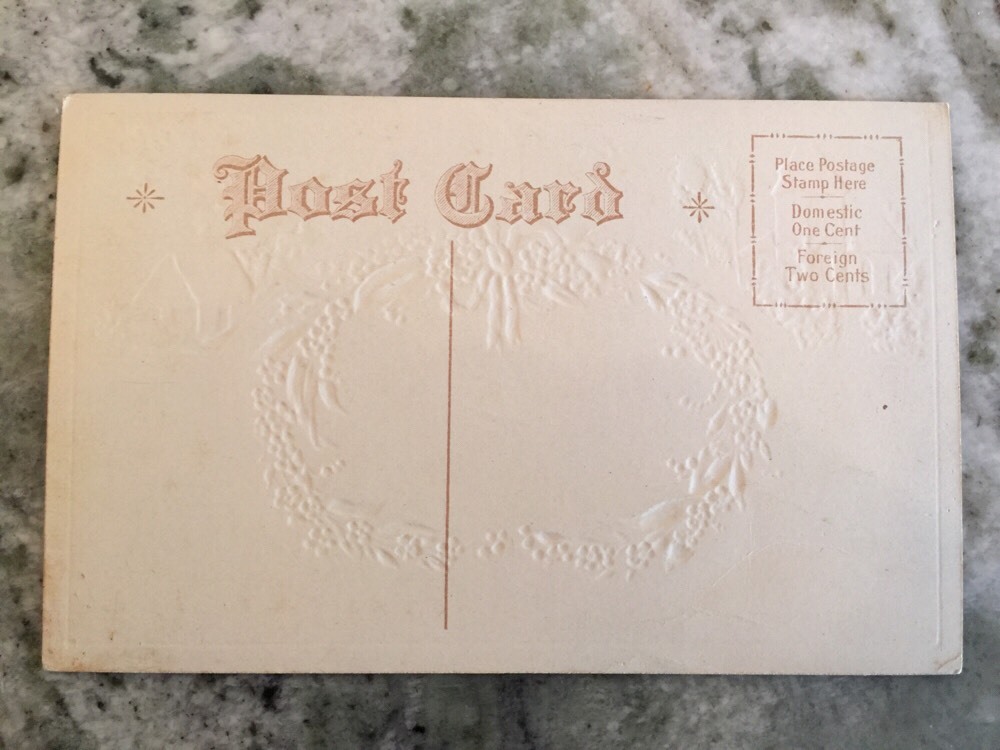 Post Card
Place Postage
Stamp Here
Domestic
One Cent
Foreign
Two Cents